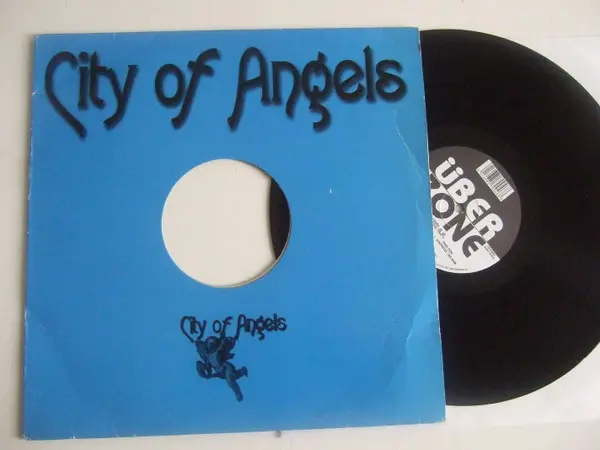 City of Angels
City of Angels
ÜBER
ZONE